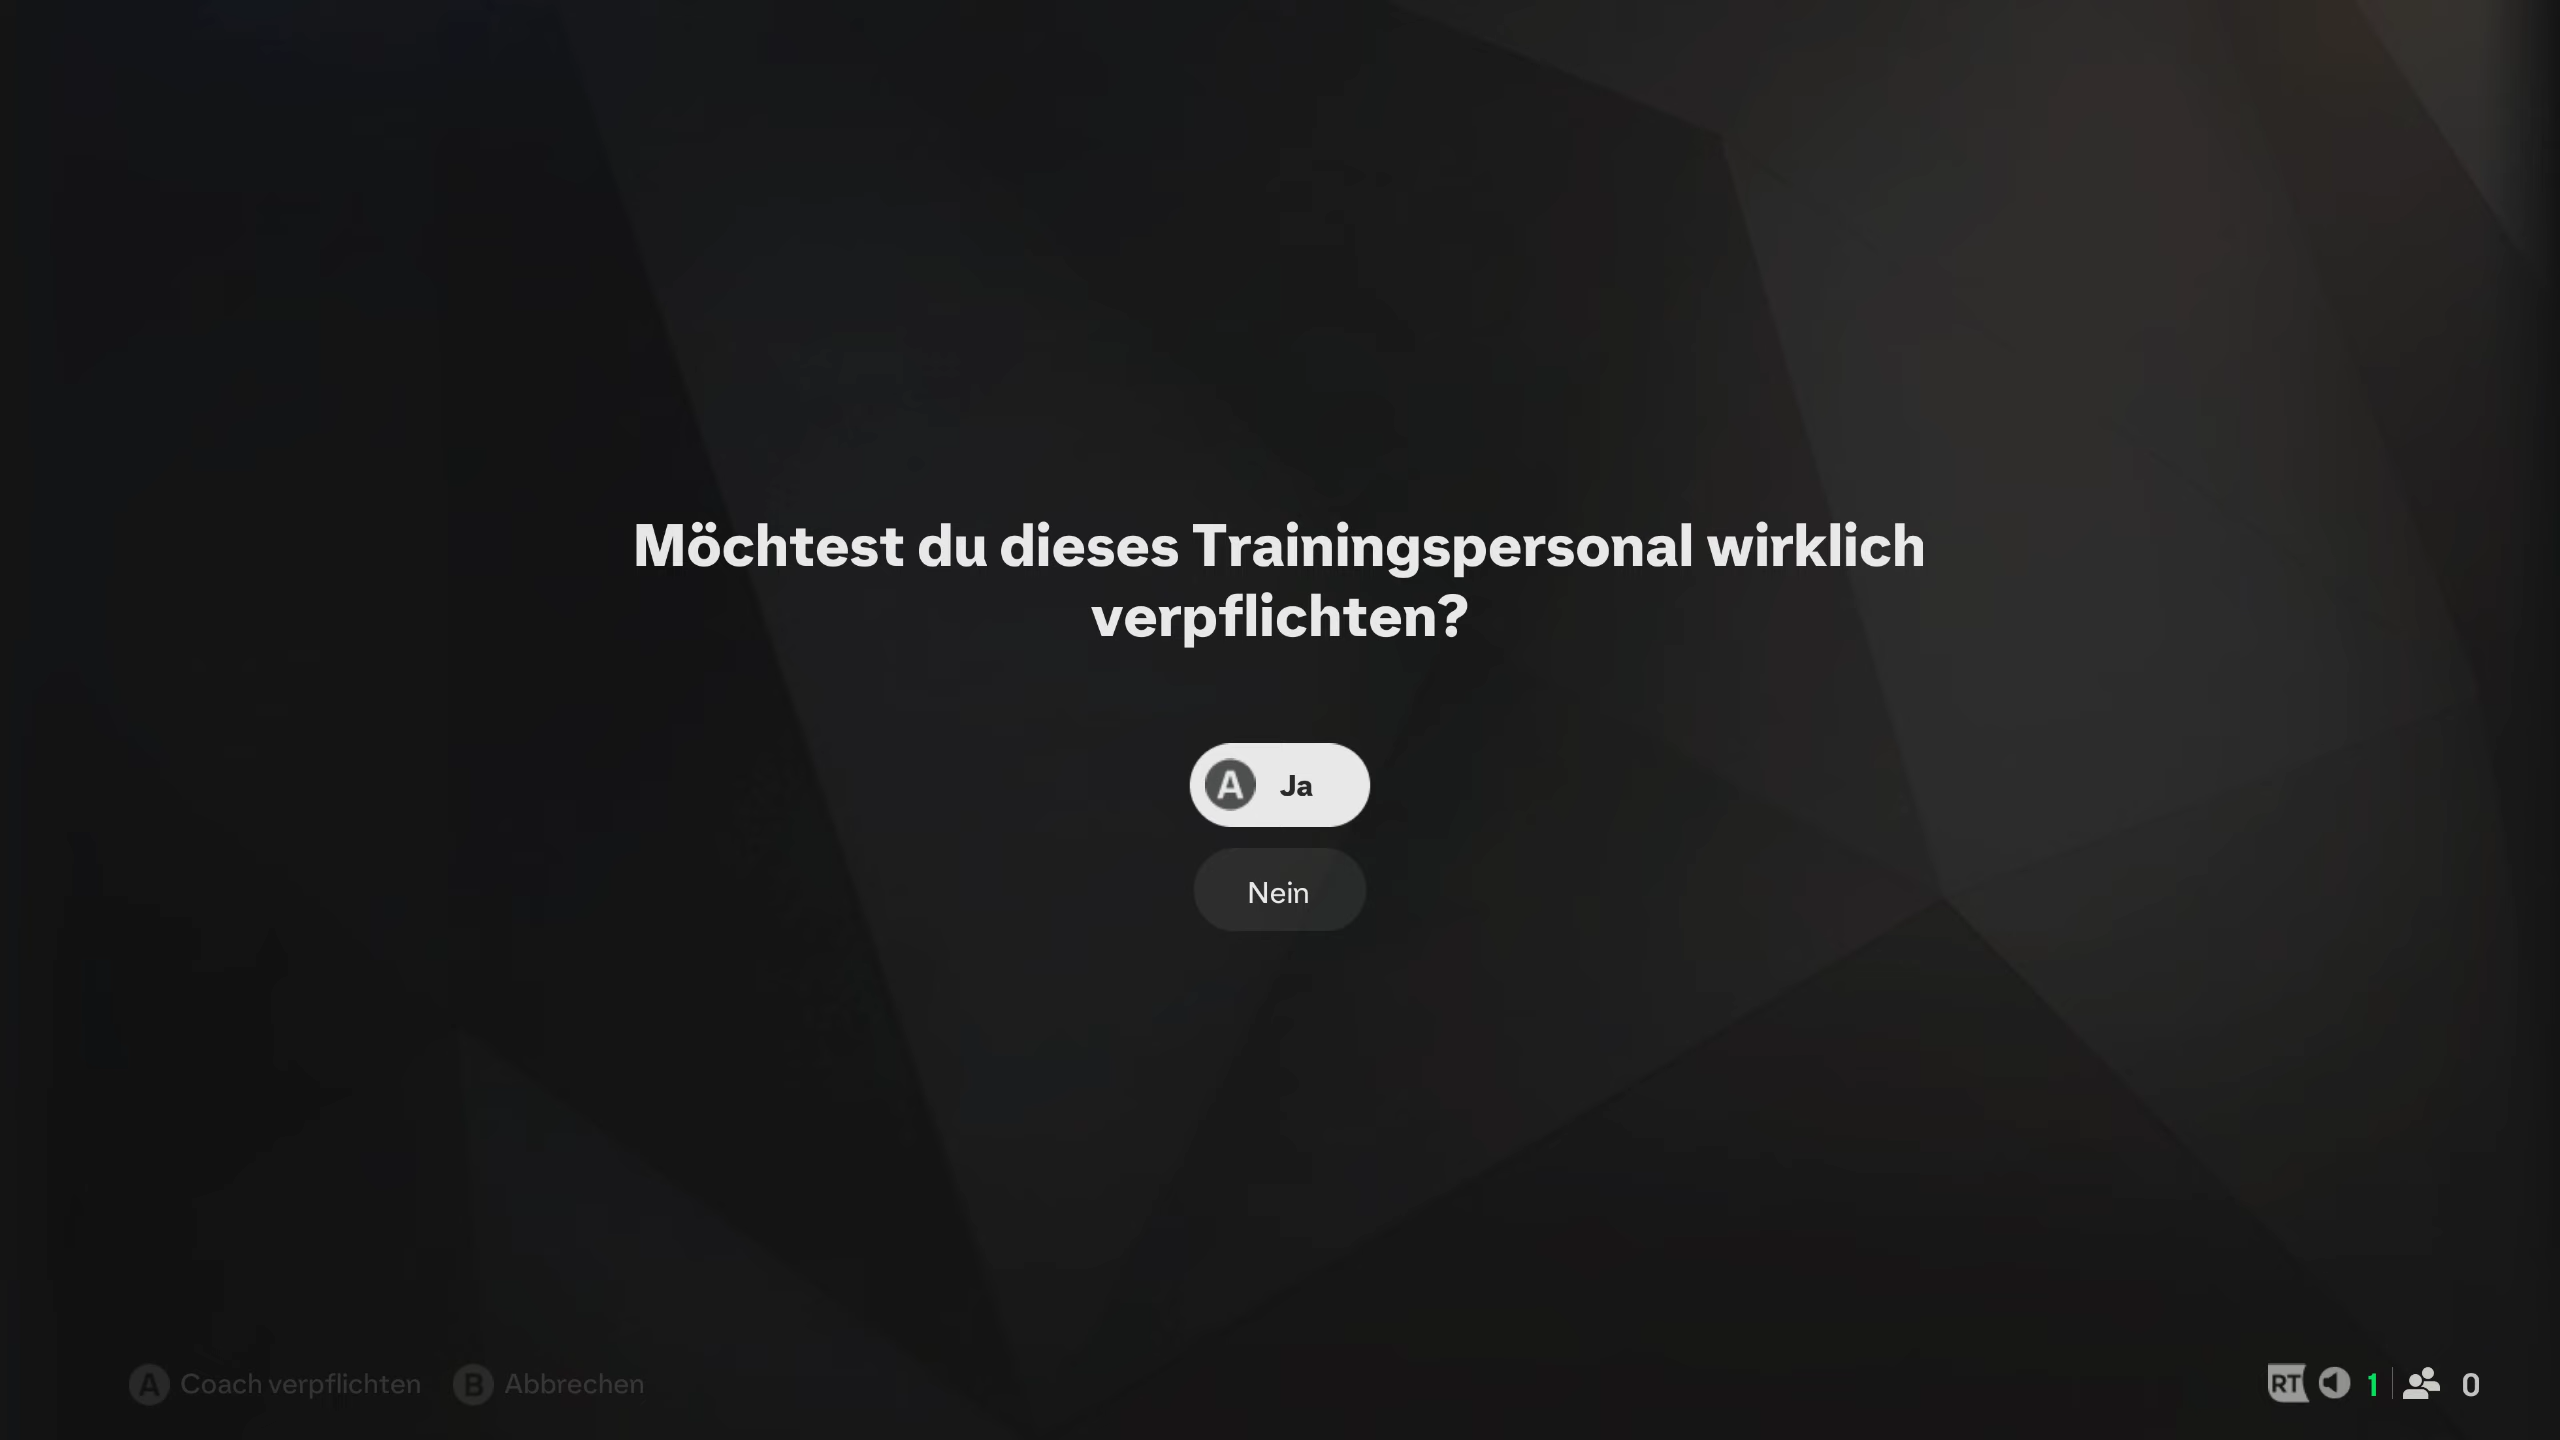 Möchtest du dieses Trainingspersonal wirklich
verpflichten?
A Ja
Nein
A Coach verpflichten B Abbrechen
RT 1 0